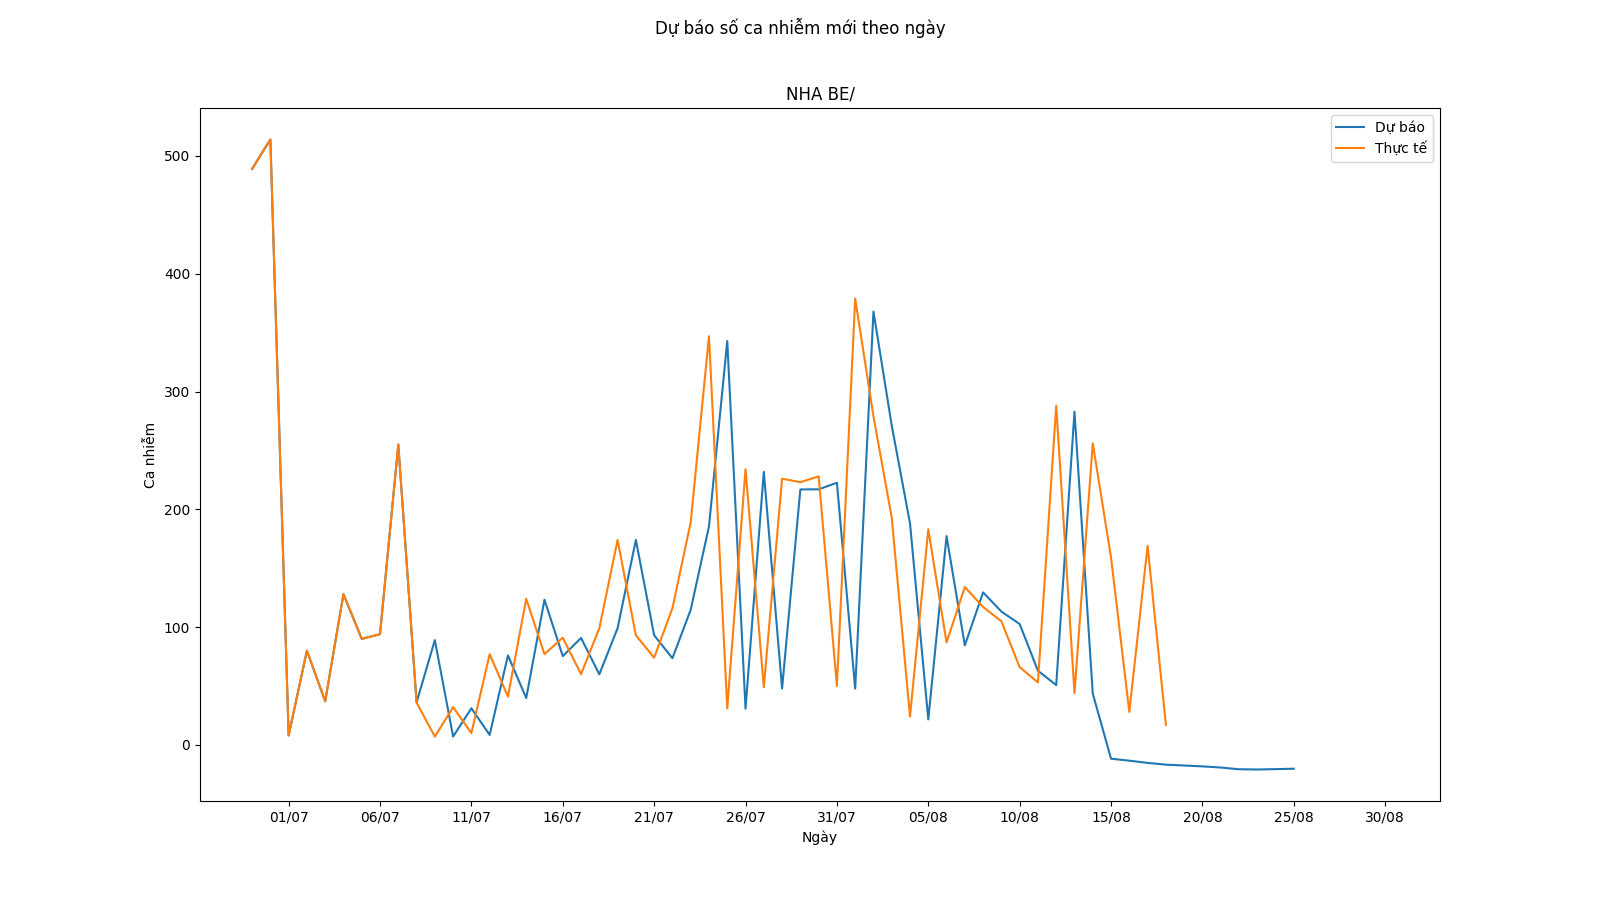 Dự báo số ca nhiễm mới theo ngày
NHA BE/
Dự báo
Thực tế
500
400
300
200
100
0
Ca nhiễm
01/07 06/07 11/07 16/07 21/07 26/07 31/07 05/08 10/08 15/08 20/08 25/08 30/08
Ngày